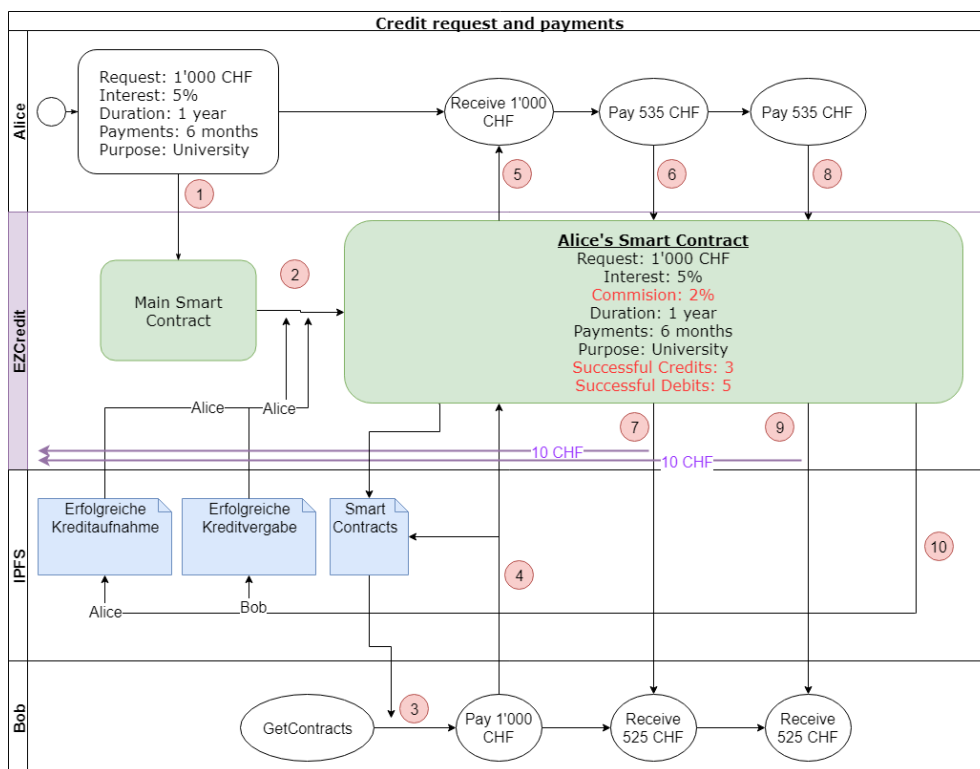 Credit request and payments
Alice
Request: 1'000 CHF
Interest: 5%
Duration: 1 year
Payments: 6 months
Purpose: University
Receive 1'000
CHF
Pay 535 CHF
Pay 535 CHF
1
5
6
8
EZCredit
Main Smart
Contract
2
Alice's Smart Contract
Request: 1'000 CHF
Interest: 5%
Commision: 2%
Duration: 1 year
Payments: 6 months
Purpose: University
Successful Credits: 3
Successful Debits: 5
Alice
Alice
7
9
10 CHF
10 CHF
IPFS
Erfolgreiche
Kreditaufnahme
Erfolgreiche
Kreditvergabe
Smart
Contracts
4
10
Alice
Bob
Bob
GetContracts
3
Pay 1'000
CHF
Receive
525 CHF
Receive
525 CHF